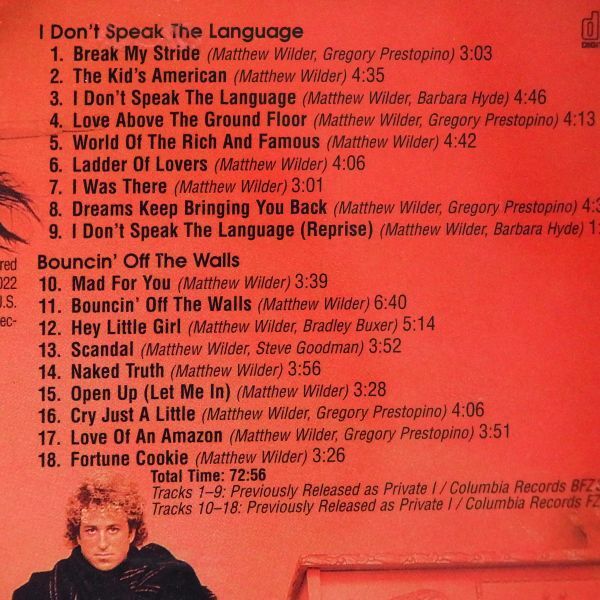 I Don't Speak The Language
1. Break My Stride (Matthew Wilder, Gregory Prestopino) 3:03
2. The Kid's American (Matthew Wilder) 4:35
3. I Don't Speak The Language (Matthew Wilder, Barbara Hyde) 4:46
4. Love Above The Ground Floor (Matthew Wilder, Gregory Prestopino) 4:13
5. World Of The Rich And Famous (Matthew Wilder) 4:42
6. Ladder Of Lovers (Matthew Wilder) 4:06
7. I Was There (Matthew Wilder) 3:01
8. Dreams Keep Bringing You Back (Matthew Wilder, Gregory Prestopino)
9. I Don't Speak The Language (Reprise) (Matthew Wilder, Barbara Hyde)
Bouncin' Off The Walls
10. Mad For You (Matthew Wilder) 3:39
11. Bouncin' Off The Walls (Matthew Wilder) 6:40
12. Hey Little Girl (Matthew Wilder, Bradley Buxer) 5:14
13. Scandal (Matthew Wilder, Steve Goodman) 3:52
14. Naked Truth (Matthew Wilder) 3:56
15. Open Up (Let Me In) (Matthew Wilder) 3:28
16. Cry Just A Little (Matthew Wilder, Gregory Prestopino) 4:06
17. Love Of An Amazon (Matthew Wilder, Gregory Prestopino) 3:51
18. Fortune Cookie (Matthew Wilder) 3:26
Total Time: 72:56
Tracks 1–9: Previously Released as Private I / Columbia Records BFZ
Tracks 10–18: Previously Released as Private I / Columbia Records FZ